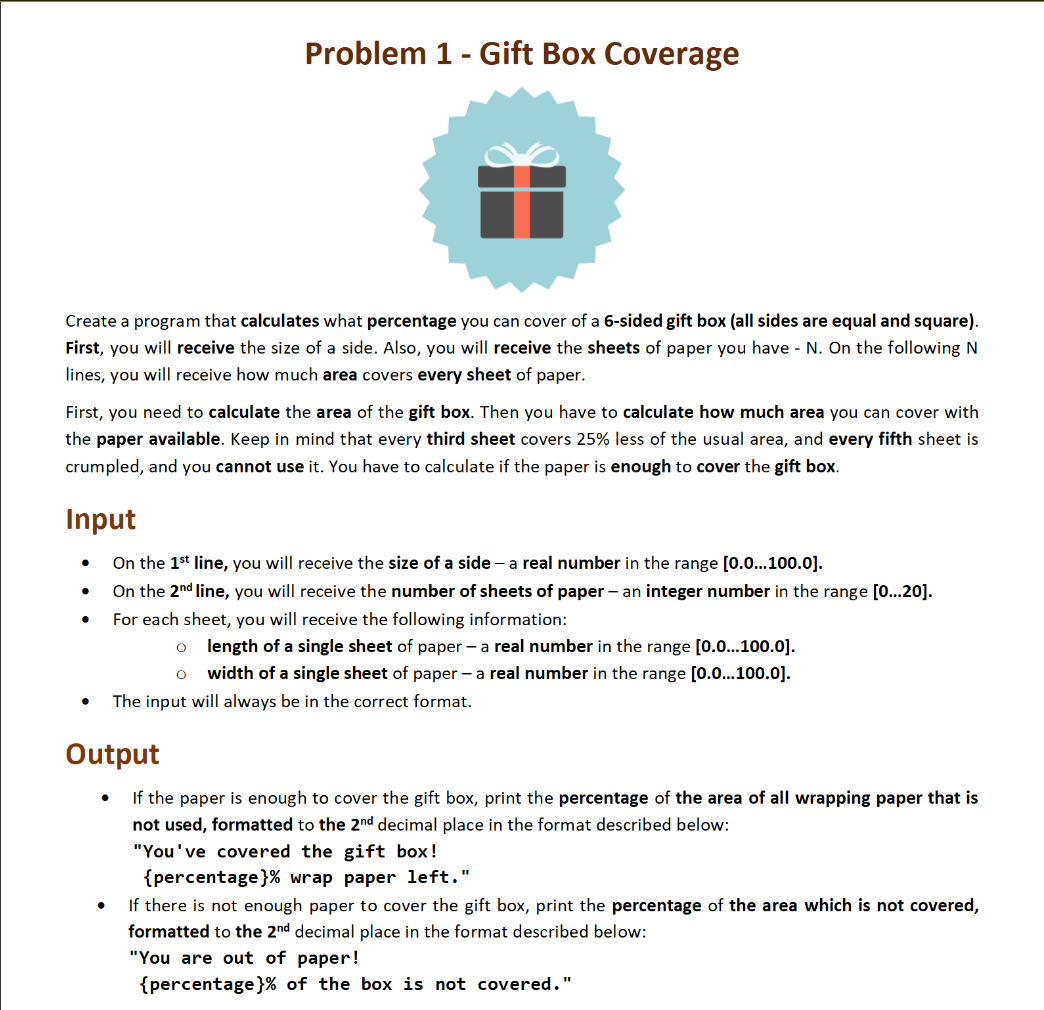 Problem 1 - Gift Box Coverage
Create a program that calculates what percentage you can cover of a 6-sided gift box (all sides are equal and square).
First, you will receive the size of a side. Also, you will receive the sheets of paper you have - N. On the following N
lines, you will receive how much area covers every sheet of paper.
First, you need to calculate the area of the gift box. Then you have to calculate how much area you can cover with
the paper available. Keep in mind that every third sheet covers 25% less of the usual area, and every fifth sheet is
crumpled, and you cannot use it. You have to calculate if the paper is enough to cover the gift box.
Input
• On the 1st line, you will receive the size of a side – a real number in the range [0.0…100.0].
• On the 2nd line, you will receive the number of sheets of paper – an integer number in the range [0…20].
• For each sheet, you will receive the following information:
○ length of a single sheet of paper – a real number in the range [0.0…100.0].
○ width of a single sheet of paper – a real number in the range [0.0…100.0].
• The input will always be in the correct format.
Output
• If the paper is enough to cover the gift box, print the percentage of the area of all wrapping paper that is
not used, formatted to the 2nd decimal place in the format described below:
"You've covered the gift box!
{percentage}% wrap paper left."
• If there is not enough paper to cover the gift box, print the percentage of the area which is not covered,
formatted to the 2nd decimal place in the format described below:
"You are out of paper!
{percentage}% of the box is not covered."